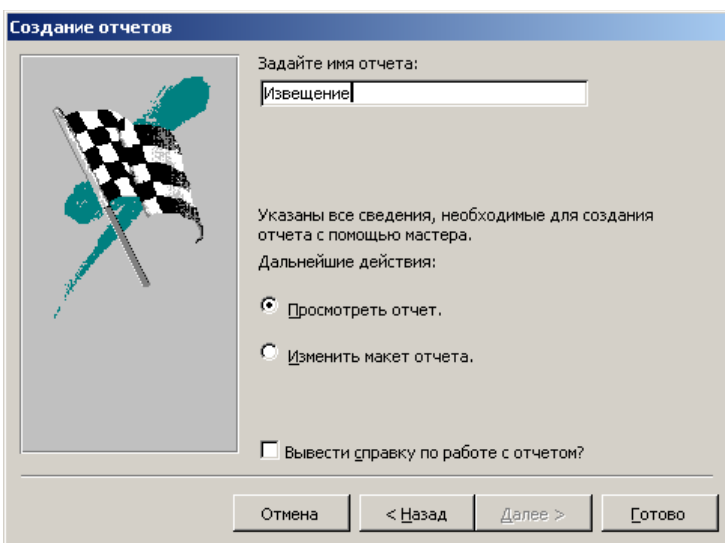 Создание отчетов
Задайте имя отчета:
Извещение
Указаны все сведения, необходимые для создания
отчета с помощью мастера.
Дальнейшие действия:
Просмотреть отчет.
Изменить макет отчета.
Вывести справку по работе с отчетом?
Отмена
< Назад
Далее >
Готово